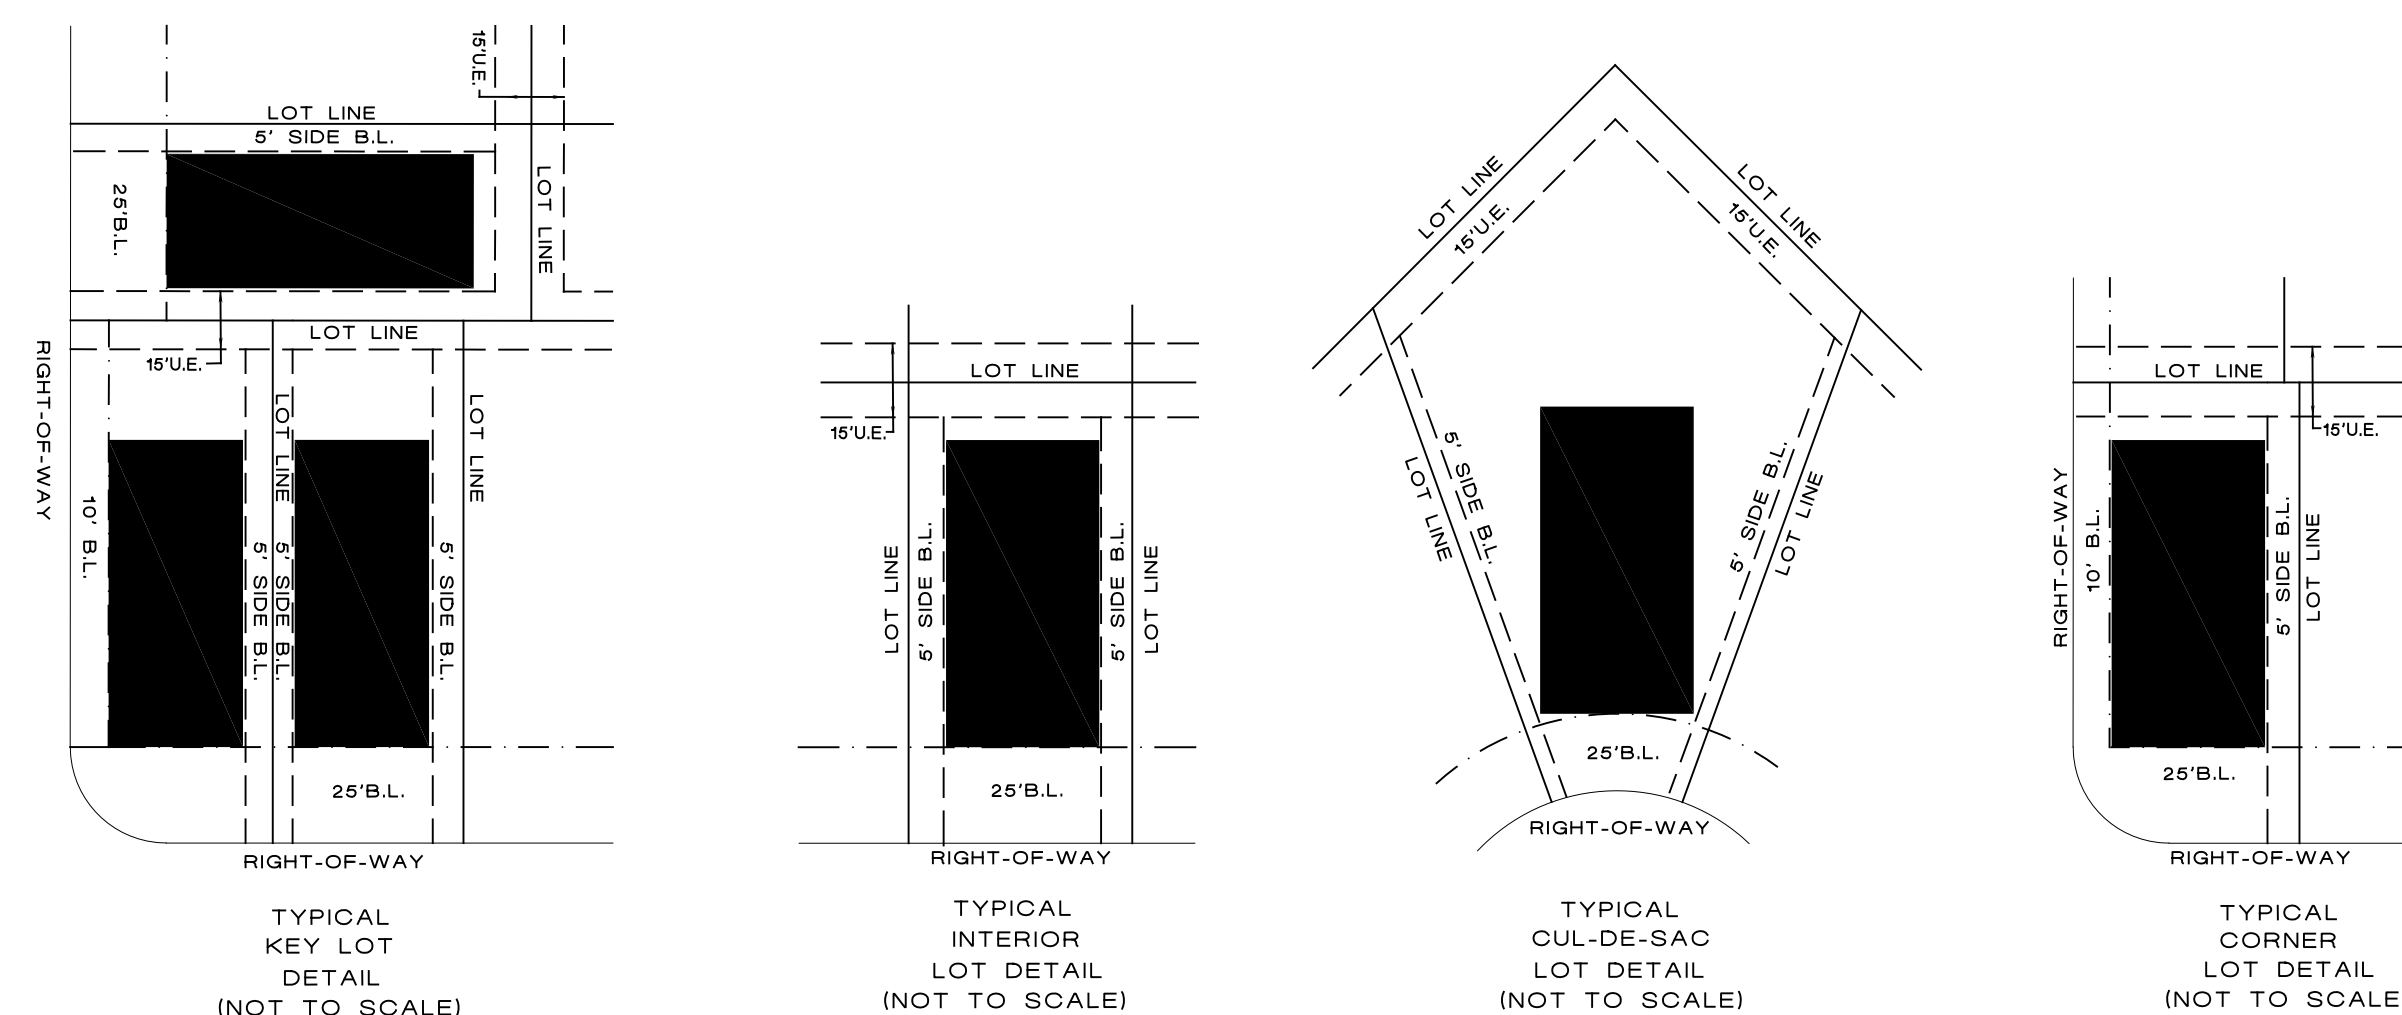 15'U.E.
LOT LINE
5' SIDE B.L.
25'B.L.
LOT LINE
LOT LINE
15'U.E.
RIGHT-OF-WAY
LOT LINE
LOT LINE
10' B.L.
5' SIDE B.L.
5' SIDE B.L.
5' SIDE B.L.
25'B.L.
RIGHT-OF-WAY
TYPICAL
KEY LOT
DETAIL
(NOT TO SCALE)
LOT LINE
15'U.E.
LOT LINE
5' SIDE B.L.
5' SIDE B.L.
LOT LINE
25'B.L.
RIGHT-OF-WAY
TYPICAL
INTERIOR
LOT DETAIL
(NOT TO SCALE)
LOT LINE
LOT LINE
15'U.E.
15'U.E.
5' SIDE B.L.
LOT LINE
5' SIDE B.L.
LOT LINE
25'B.L.
RIGHT-OF-WAY
TYPICAL
CUL-DE-SAC
LOT DETAIL
(NOT TO SCALE)
LOT LINE
15'U.E.
RIGHT-OF-WAY
10' B.L.
5' SIDE B.L.
LOT LINE
25'B.L.
RIGHT-OF-WAY
TYPICAL
CORNER
LOT DETAIL
(NOT TO SCALE